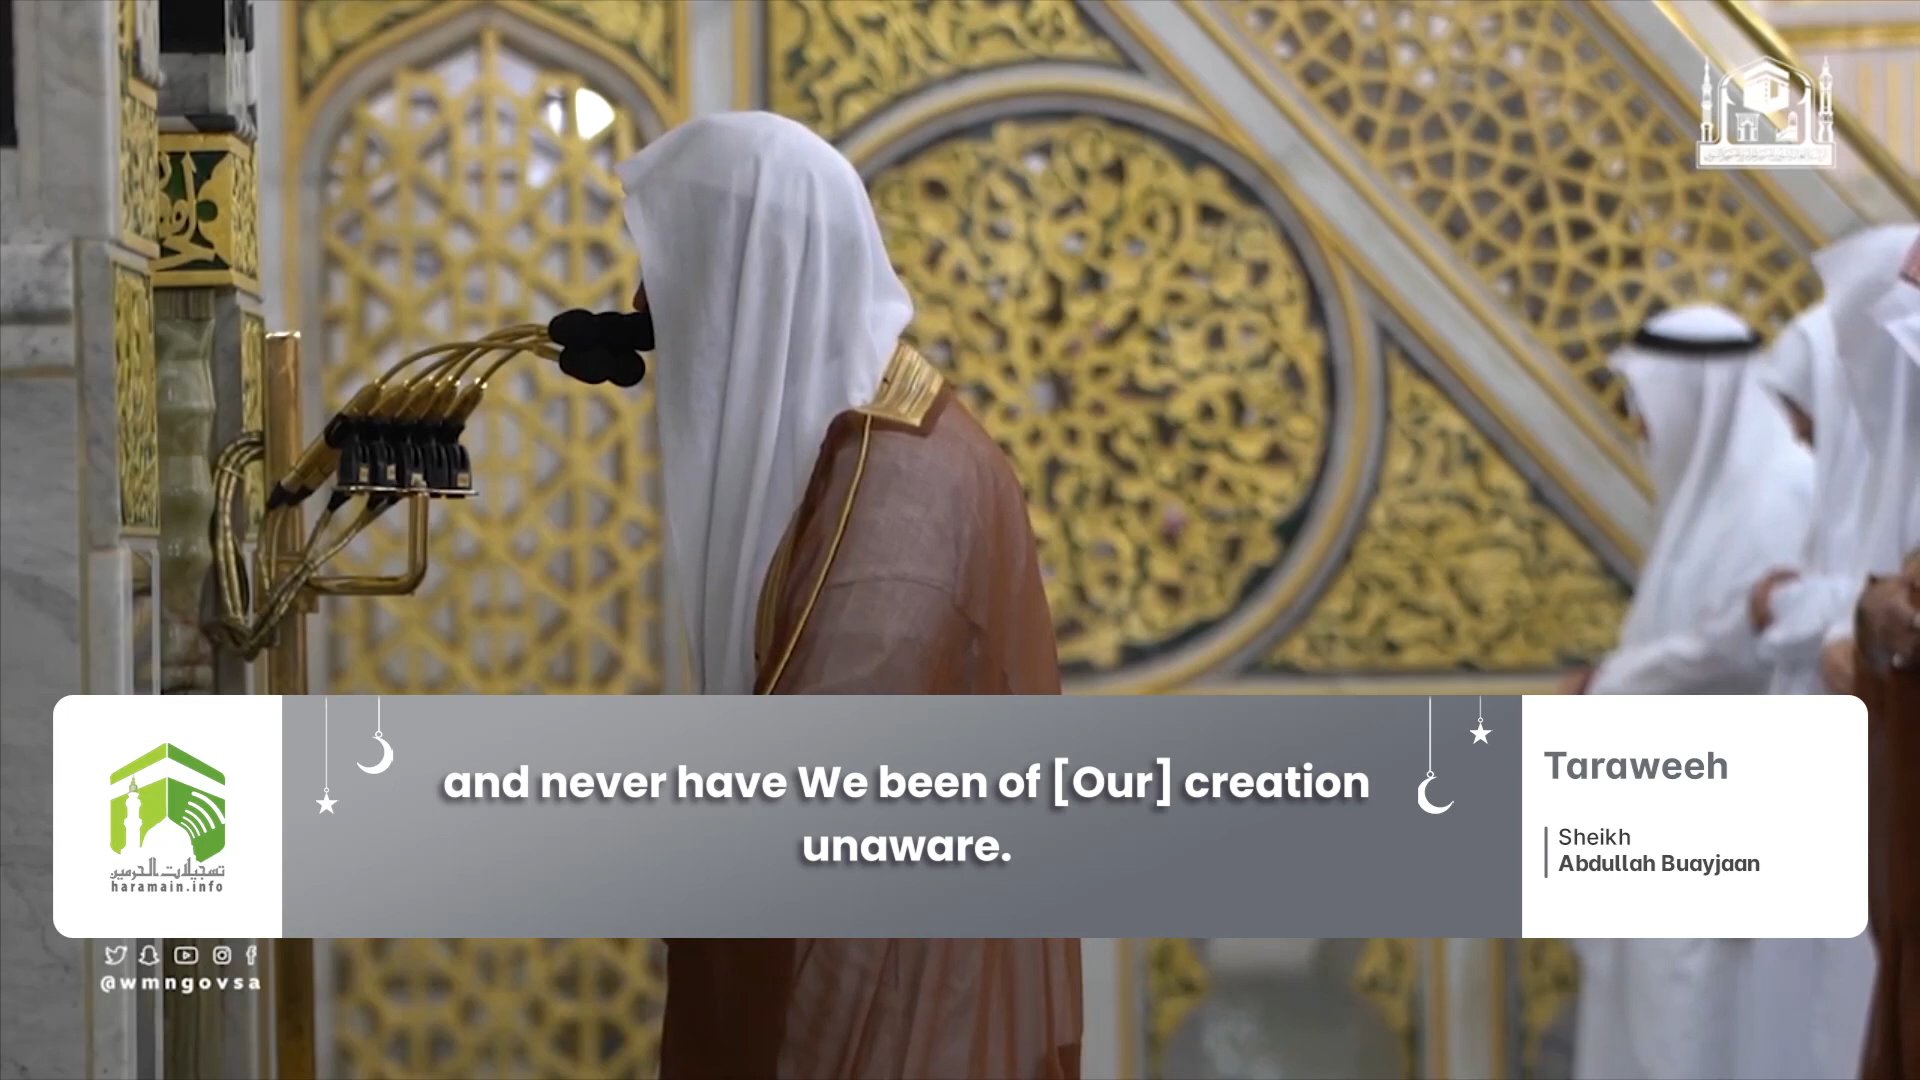 and never have We been of [Our] creation
unaware.
Taraweeh
Sheikh
Abdullah Buayjaan
تسجيلات الحرمين
haramain.info
@wmngovsa